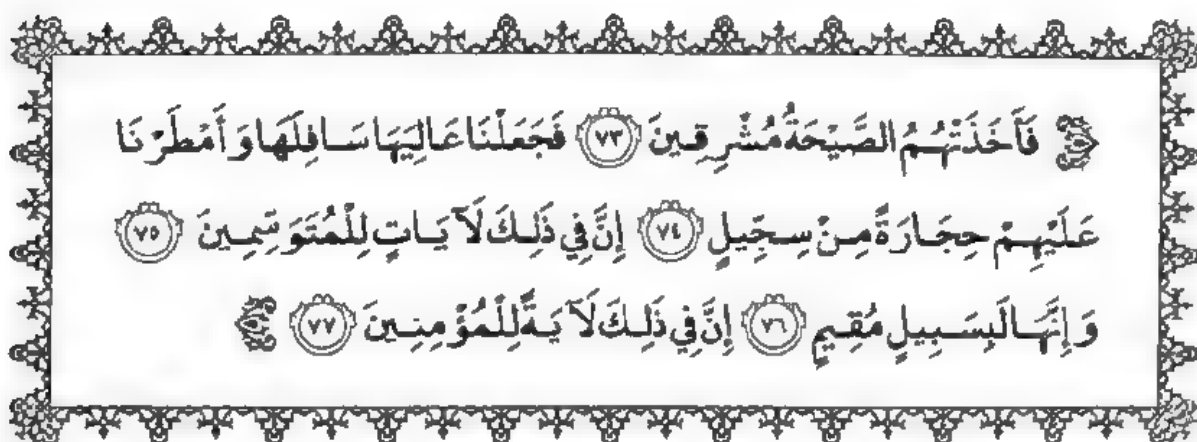 ﴿ فَأَخَذَتْهُمُ الصَّيْحَةُ مُشْرِقِينَ (٧٣) فَجَعَلْنَا عَالِيَهَا سَافِلَهَا وَأَمْطَرْنَا
عَلَيْهِمْ حِجَارَةً مِنْ سِجِّيلٍ (٧٤) إِنَّ فِي ذَلِكَ لَآيَاتٍ لِلْمُتَوَسِّمِينَ (٧٥)
وَإِنَّهَا لَبِسَبِيلٍ مُقِيمٍ (٧٦) إِنَّ فِي ذَلِكَ لَآيَةً لِلْمُؤْمِنِينَ (٧٧) ﴾